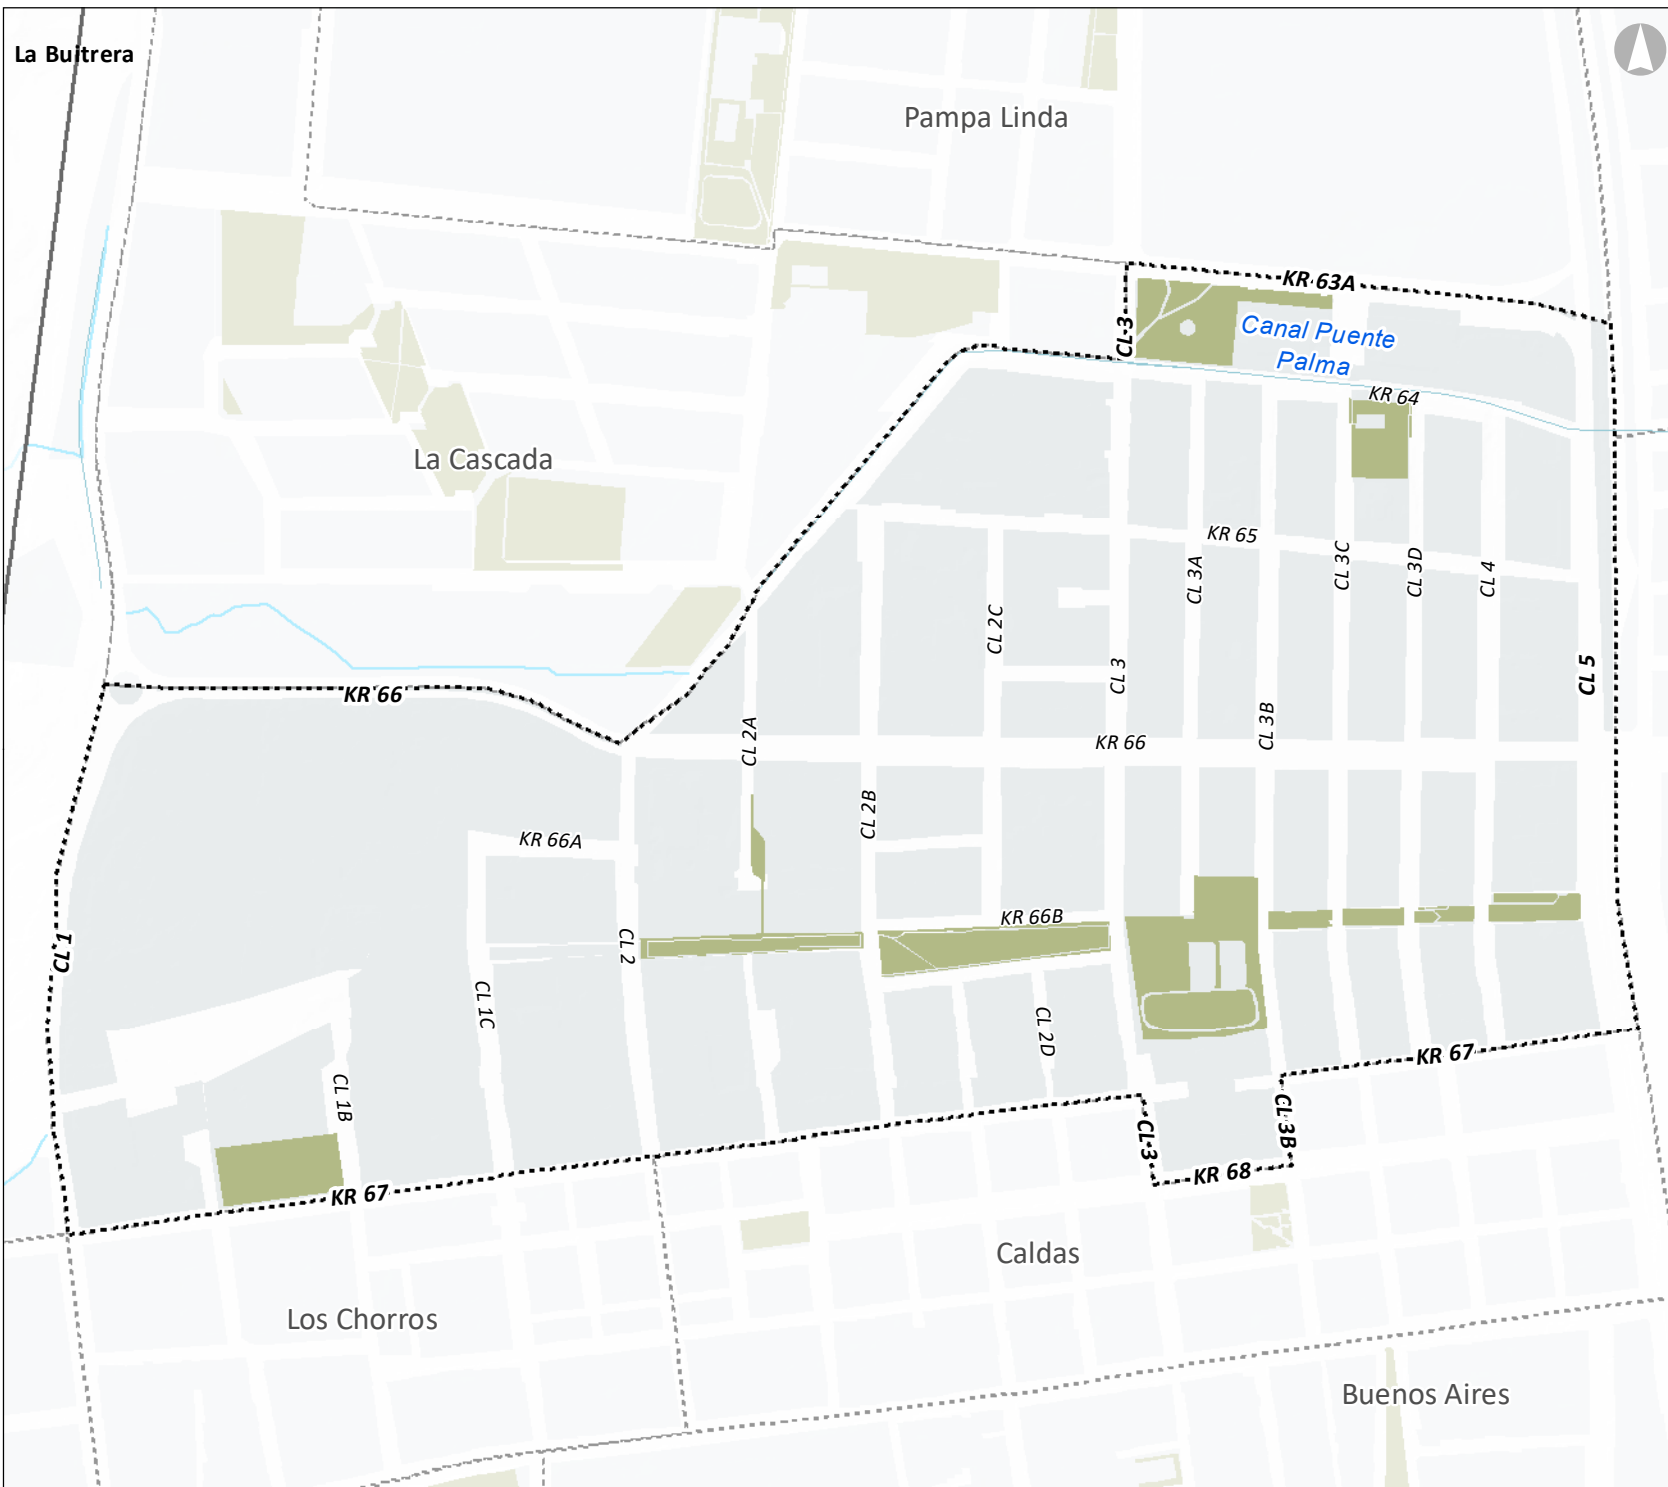 La Buitrera
Pampa Linda
KR 63A
CL 3
Canal Puente
Palma
KR 64
La Cascada
KR 65
CL 3A
CL 3C
CL 3D
CL 4
CL 2C
CL 3
CL 5
KR 66
CL 2A
CL 3B
KR 66
CL 2B
KR 66A
KR 66B
CL 1
CL 2
CL 1C
CL 2D
KR 67
CL 1B
CL 3
CL 3B
KR 68
KR 67
Caldas
Los Chorros
Buenos Aires